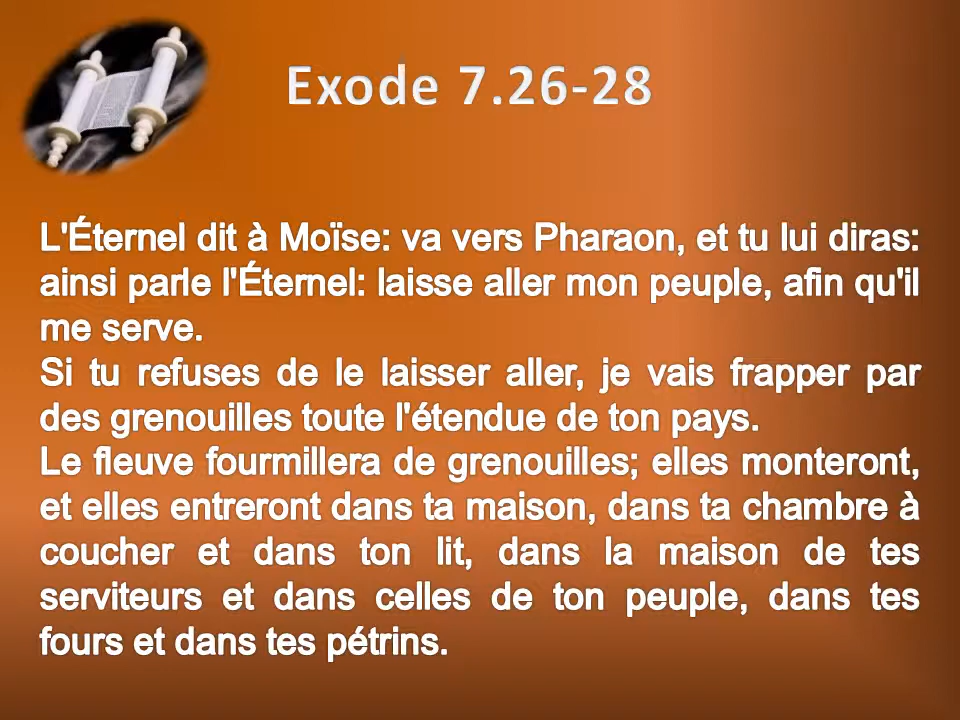 Exode 7.26-28
L'Éternel dit à Moïse: va vers Pharaon, et tu lui diras:
ainsi parle l'Éternel: laisse aller mon peuple, afin qu'il
me serve.
Si tu refuses de le laisser aller, je vais frapper par
des grenouilles toute l'étendue de ton pays.
Le fleuve fourmillera de grenouilles; elles monteront,
et elles entreront dans ta maison, dans ta chambre à
coucher et dans ton lit, dans la maison de tes
serviteurs et dans celles de ton peuple, dans tes
fours et dans tes pétrins.